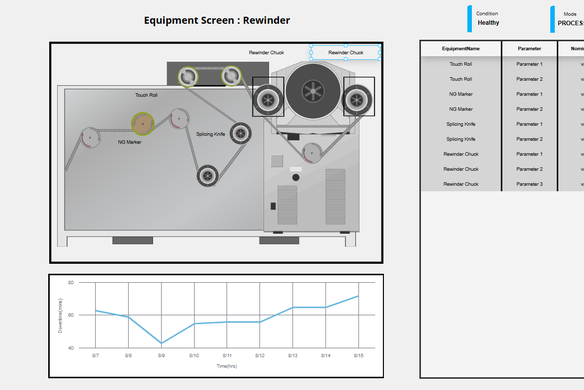 Equipment Screen : Rewinder
Condition
Healthy
Mode
Rewinder Chuck
Rewinder Chuck
Touch Roll
Splicing Knife
NG Marker
EquipmentName Parameter
Touch Roll Parameter 1
Touch Roll Parameter 2
NG Marker Parameter 1
NG Marker Parameter 2
Splicing Knife Parameter 1
Splicing Knife Parameter 2
Rewinder Chuck Parameter 1
Rewinder Chuck Parameter 2
Rewinder Chuck Parameter 3
80
60
40
Downtime(mins)
8/7 8/8 8/9 8/10 8/11 8/12 8/13 8/14 8/15
Time(hrs)